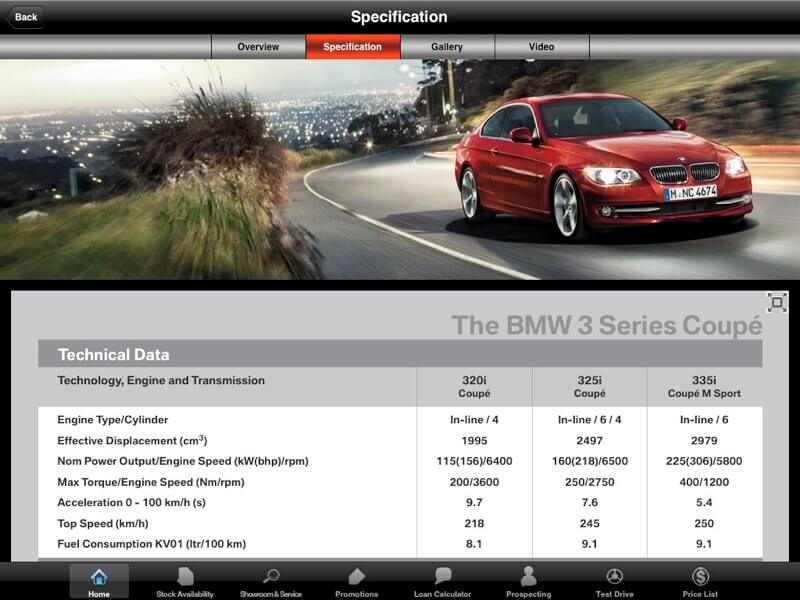 Back
Specification
Overview Specification Gallery Video
M NC 4674
The BMW 3 Series Coupé
Technical Data
Technology, Engine and Transmission 320i Coupé 325i Coupé 335i Coupé M Sport
Engine Type/Cylinder In-line / 4 In-line / 6 / 4 In-line / 6
Effective Displacement (cm³) 1995 2497 2979
Nom Power Output/Engine Speed (kW(bhp)/rpm) 115(156)/6400 160(218)/6500 225(306)/5800
Max Torque/Engine Speed (Nm/rpm) 200/3600 250/2750 400/1200
Acceleration 0 - 100 km/h (s) 9.7 7.6 5.4
Top Speed (km/h) 218 245 250
Fuel Consumption KV01 (ltr/100 km) 8.1 9.1 9.1
Home Stock Availability Showroom & Service Promotions Loan Calculator Prospecting Test Drive Price List